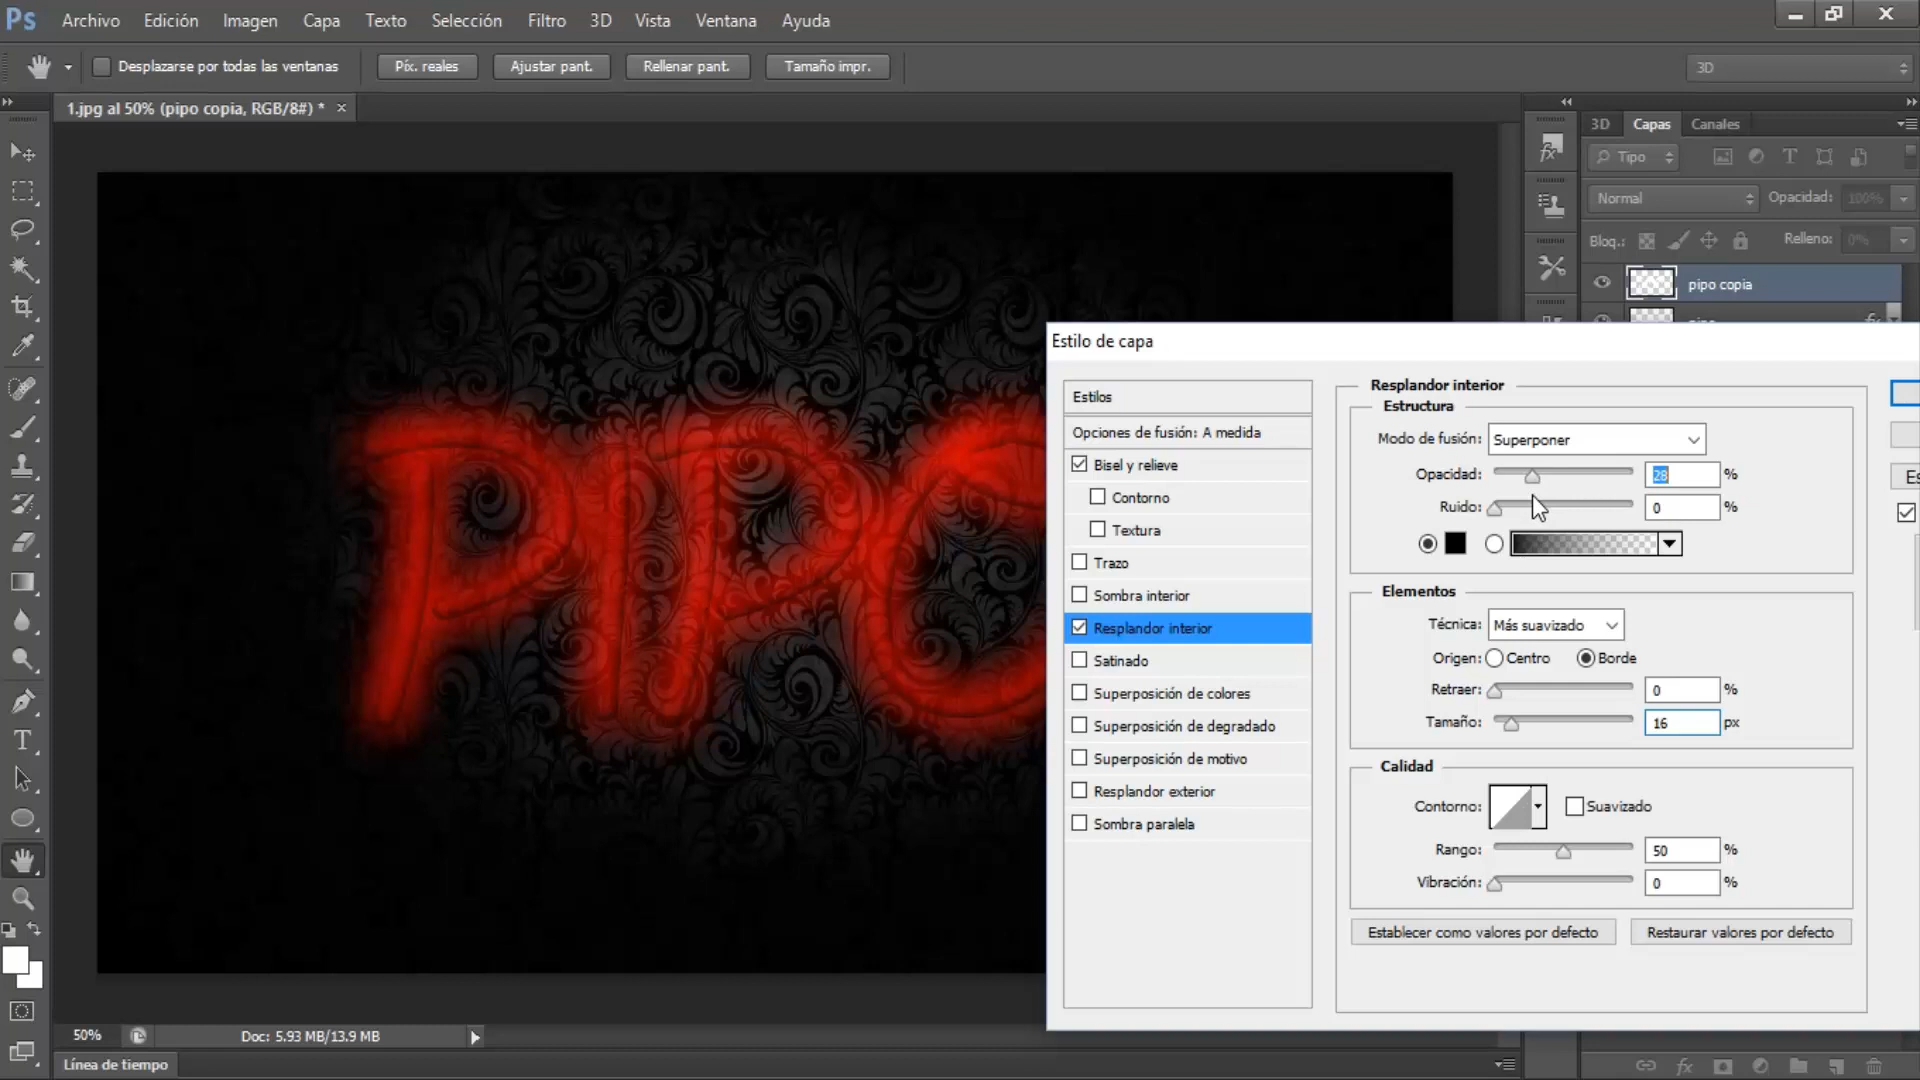 Ps Archivo Edición Imagen Capa Texto Selección Filtro 3D Vista Ventana Ayuda
Desplazarse por todas las ventanas Píx. reales Ajustar pant. Rellenar pant. Tamaño impr. 3D
1.jpg al 50% (pipo copia, RGB/8#) * ×
3D Capas Canales
Tipo
Normal Opacidad: 100%
Bloq.: Relleno: 0%
pipo copia
PIPO
Estilo de capa
Estilos
Opciones de fusión: A medida
Bisel y relieve
Contorno
Textura
Trazo
Sombra interior
Resplandor interior
Satinado
Superposición de colores
Superposición de degradado
Superposición de motivo
Resplandor exterior
Sombra paralela
Resplandor interior
Estructura
Modo de fusión: Superponer
Opacidad: 28 %
Ruido: 0 %
Elementos
Técnica: Más suavizado
Origen: Centro Borde
Retraer: 0 %
Tamaño: 16 px
Calidad
Contorno: Suavizado
Rango: 50 %
Vibración: 0 %
Establecer como valores por defecto Restaurar valores por defecto
Es
50% Doc: 5.93 MB/13.9 MB
Línea de tiempo